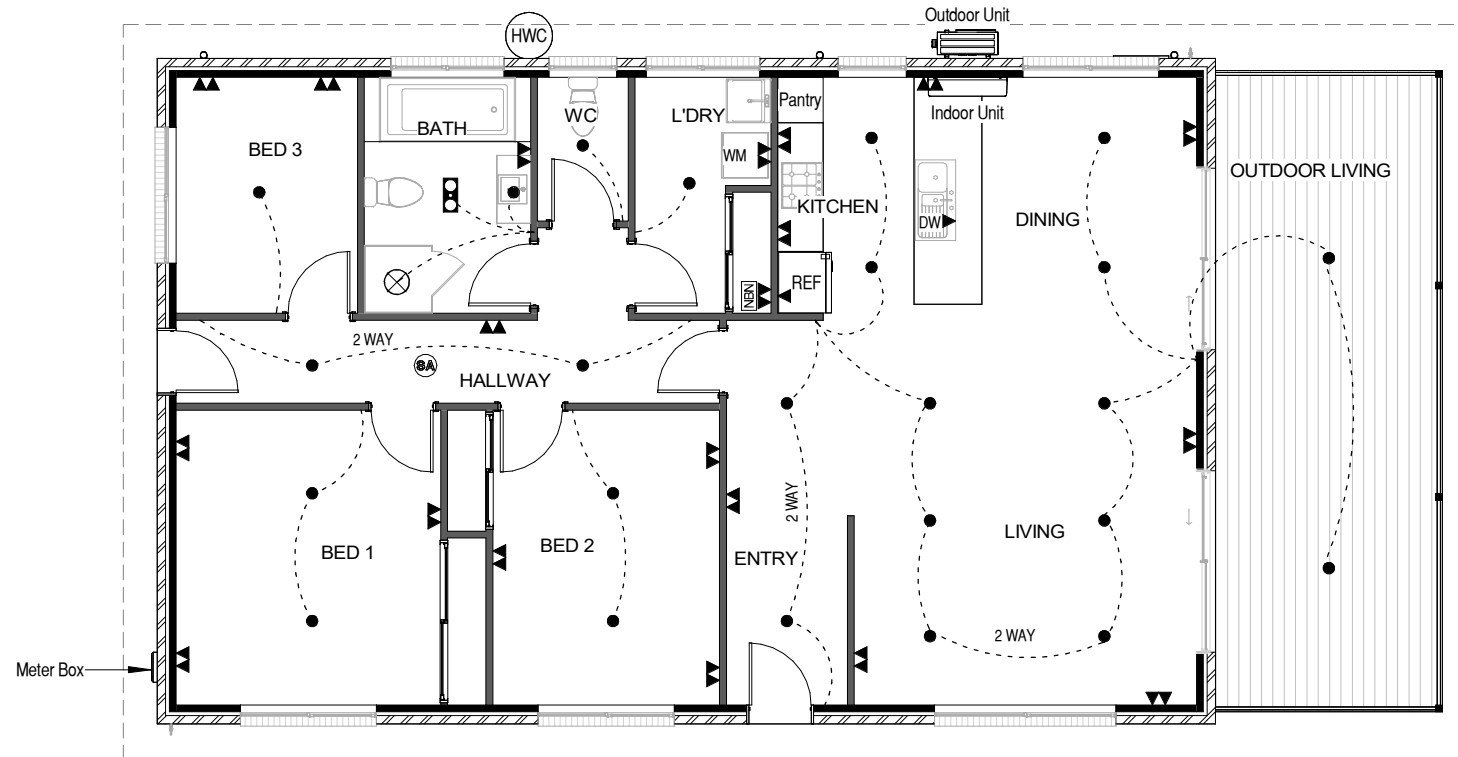 Outdoor Unit
HWC
Pantry
WC
L'DRY
Indoor Unit
BATH
BED 3
WM
OUTDOOR LIVING
KITCHEN
DINING
DW
REF
NBN
2 WAY
SA
HALLWAY
2 WAY
LIVING
BED 1
BED 2
ENTRY
2 WAY
Meter Box